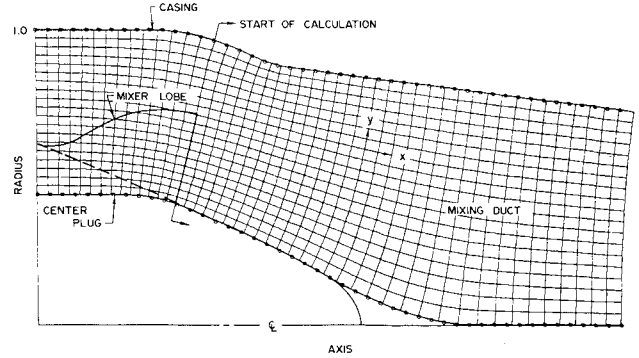 CASING
START OF CALCULATION
1.0
MIXER LOBE
y
x
RADIUS
MIXING DUCT
CENTER
PLUG
℄
AXIS